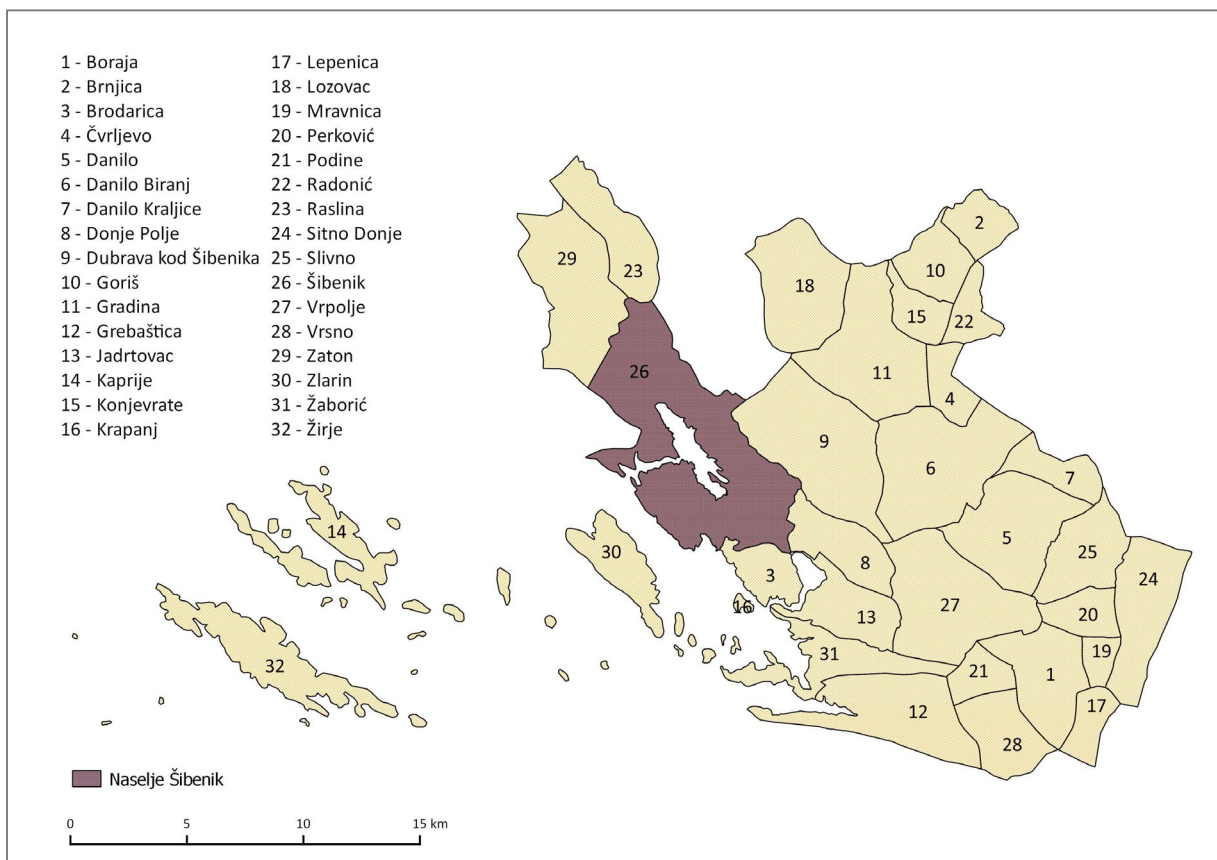 1 - Boraja
2 - Brnjica
3 - Brodarica
4 - Čvrljevo
5 - Danilo
6 - Danilo Biranj
7 - Danilo Kraljice
8 - Donje Polje
9 - Dubrava kod Šibenika
10 - Goriš
11 - Gradina
12 - Grebaštica
13 - Jadrtovac
14 - Kaprije
15 - Konjevrate
16 - Krapanj
17 - Lepenica
18 - Lozovac
19 - Mravnica
20 - Perković
21 - Podine
22 - Radonić
23 - Raslina
24 - Sitno Donje
25 - Slivno
26 - Šibenik
27 - Vrpolje
28 - Vrsno
29 - Zaton
30 - Zlarin
31 - Žaborić
32 - Žirje
2
10
29
23
18
15
22
26
11
4
9
6
7
14
5
25
30
8
3
24
16
13
27
20
31
19
32
21
1
12
17
28
Naselje Šibenik
0 5 10 15 km